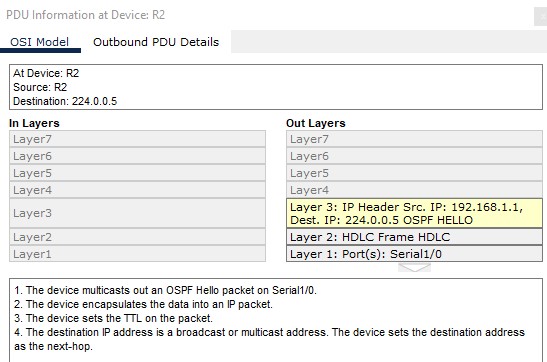 PDU Information at Device: R2
OSI Model
Outbound PDU Details
At Device: R2
Source: R2
Destination: 224.0.0.5
In Layers
Out Layers
Layer7
Layer7
Layer6
Layer6
Layer5
Layer5
Layer4
Layer4
Layer3
Layer 3: IP Header Src. IP: 192.168.1.1,
Dest. IP: 224.0.0.5 OSPF HELLO
Layer2
Layer 2: HDLC Frame HDLC
Layer1
Layer 1: Port(s): Serial1/0
1. The device multicasts out an OSPF Hello packet on Serial1/0.
2. The device encapsulates the data into an IP packet.
3. The device sets the TTL on the packet.
4. The destination IP address is a broadcast or multicast address. The device sets the destination address
as the next-hop.